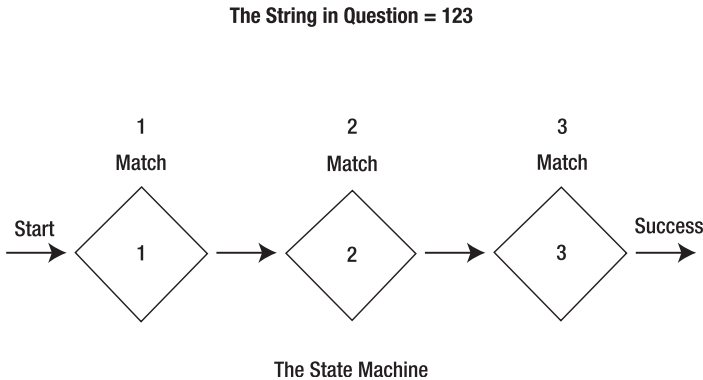 The String in Question = 123
1 2 3
Match Match Match
Start Success
1 2 3
The State Machine